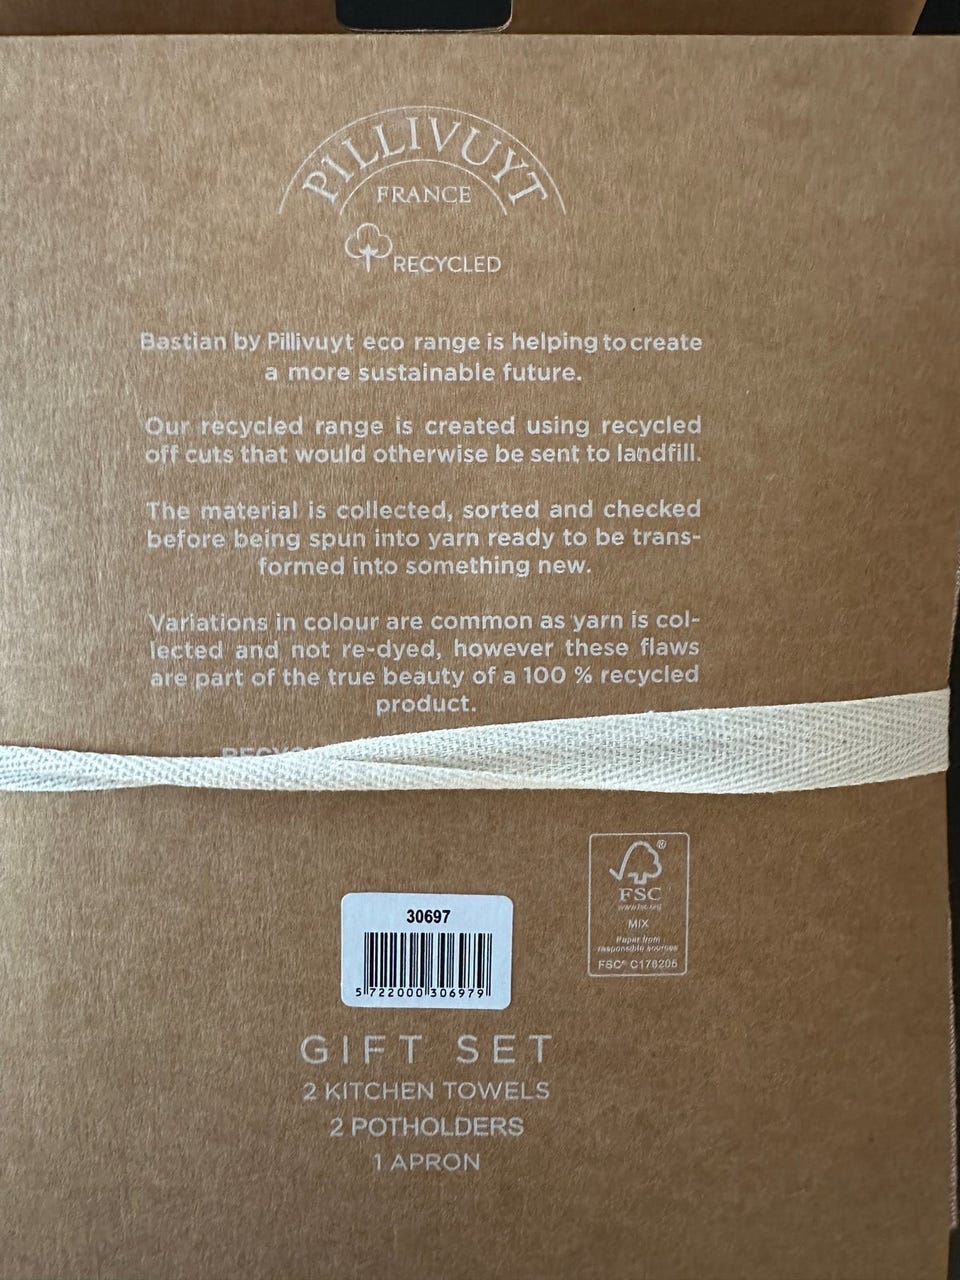 PILLIVUYT
FRANCE
RECYCLED
Bastian by Pillivuyt eco range is helping to create
a more sustainable future.
Our recycled range is created using recycled
off cuts that would otherwise be sent to landfill.
The material is collected, sorted and checked
before being spun into yarn ready to be trans-
formed into something new.
Variations in colour are common as yarn is col-
lected and not re-dyed, however these flaws
are part of the true beauty of a 100 % recycled
product.
FSC
www.fsc.org
MIX
Paper from
responsible sources
FSC® C178205
30697
5 722000 306979
GIFT SET
2 KITCHEN TOWELS
2 POTHOLDERS
1 APRON